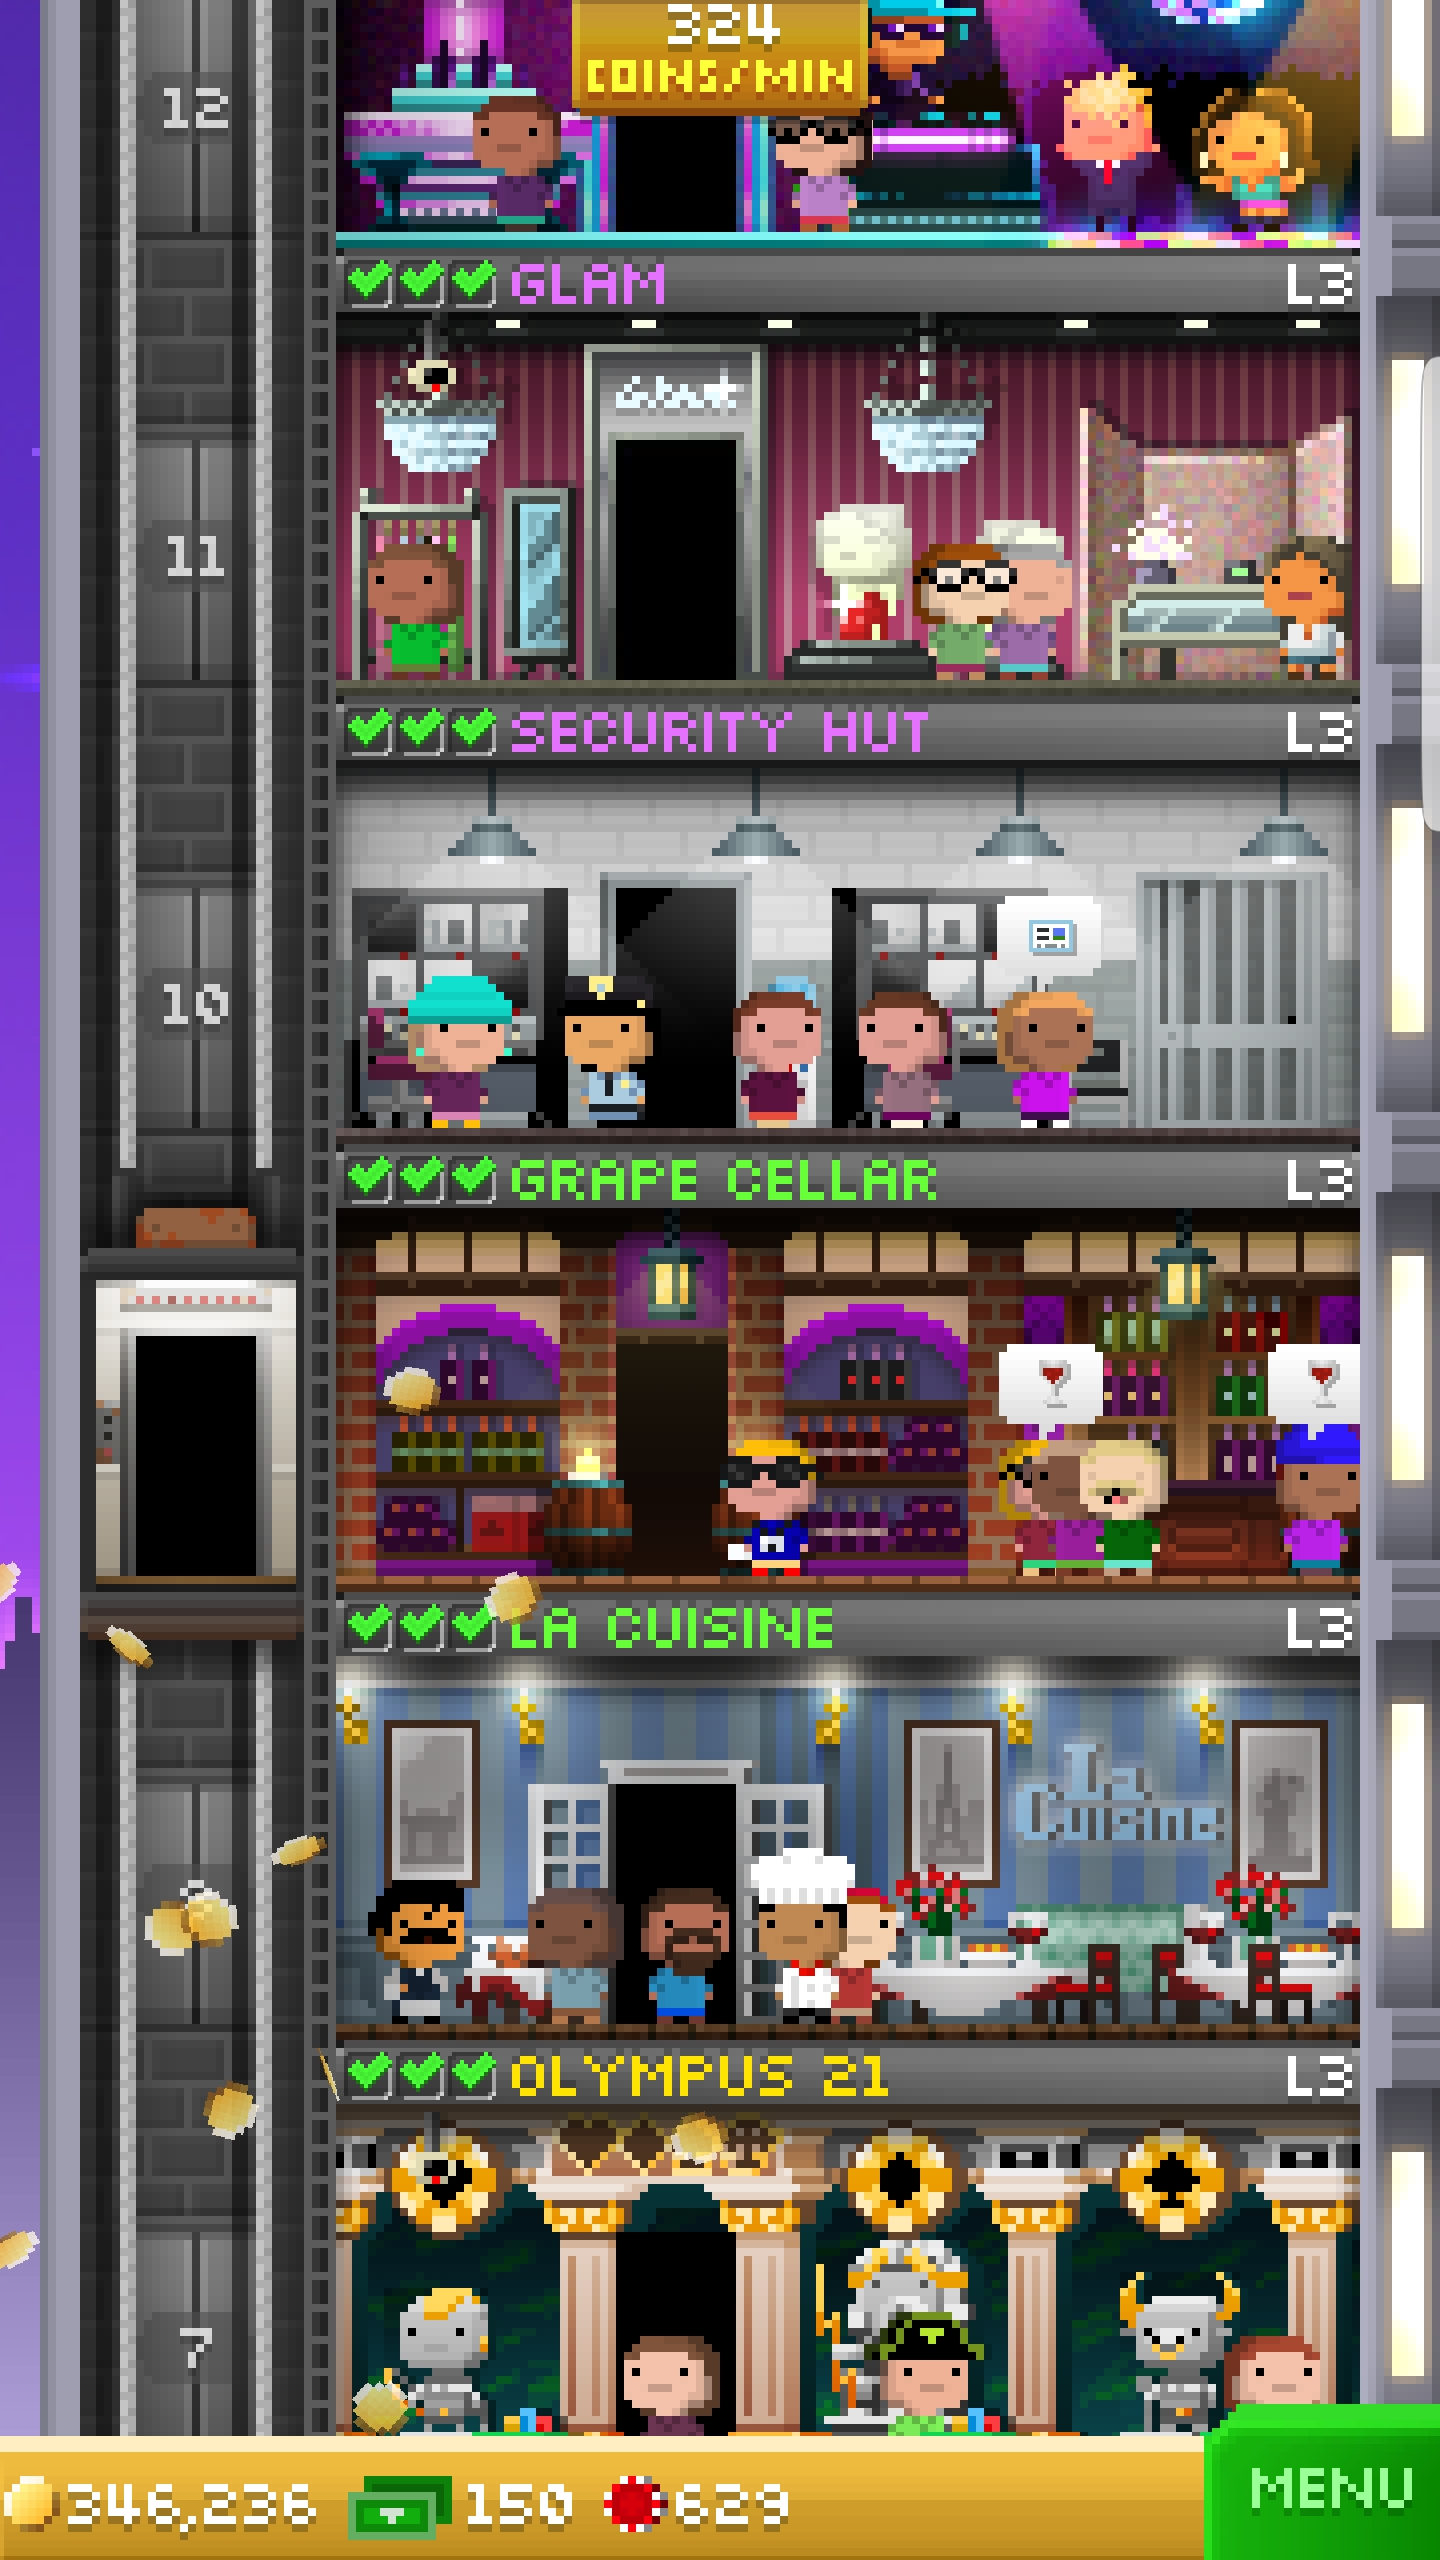 324
COINS/MIN
12
GLAM L3
11
SECURITY HUT L3
10
GRAPE CELLAR L3
LA CUISINE L3
La
Cuisine
OLYMPUS 21 L3
7
346,236 150 629
MENU